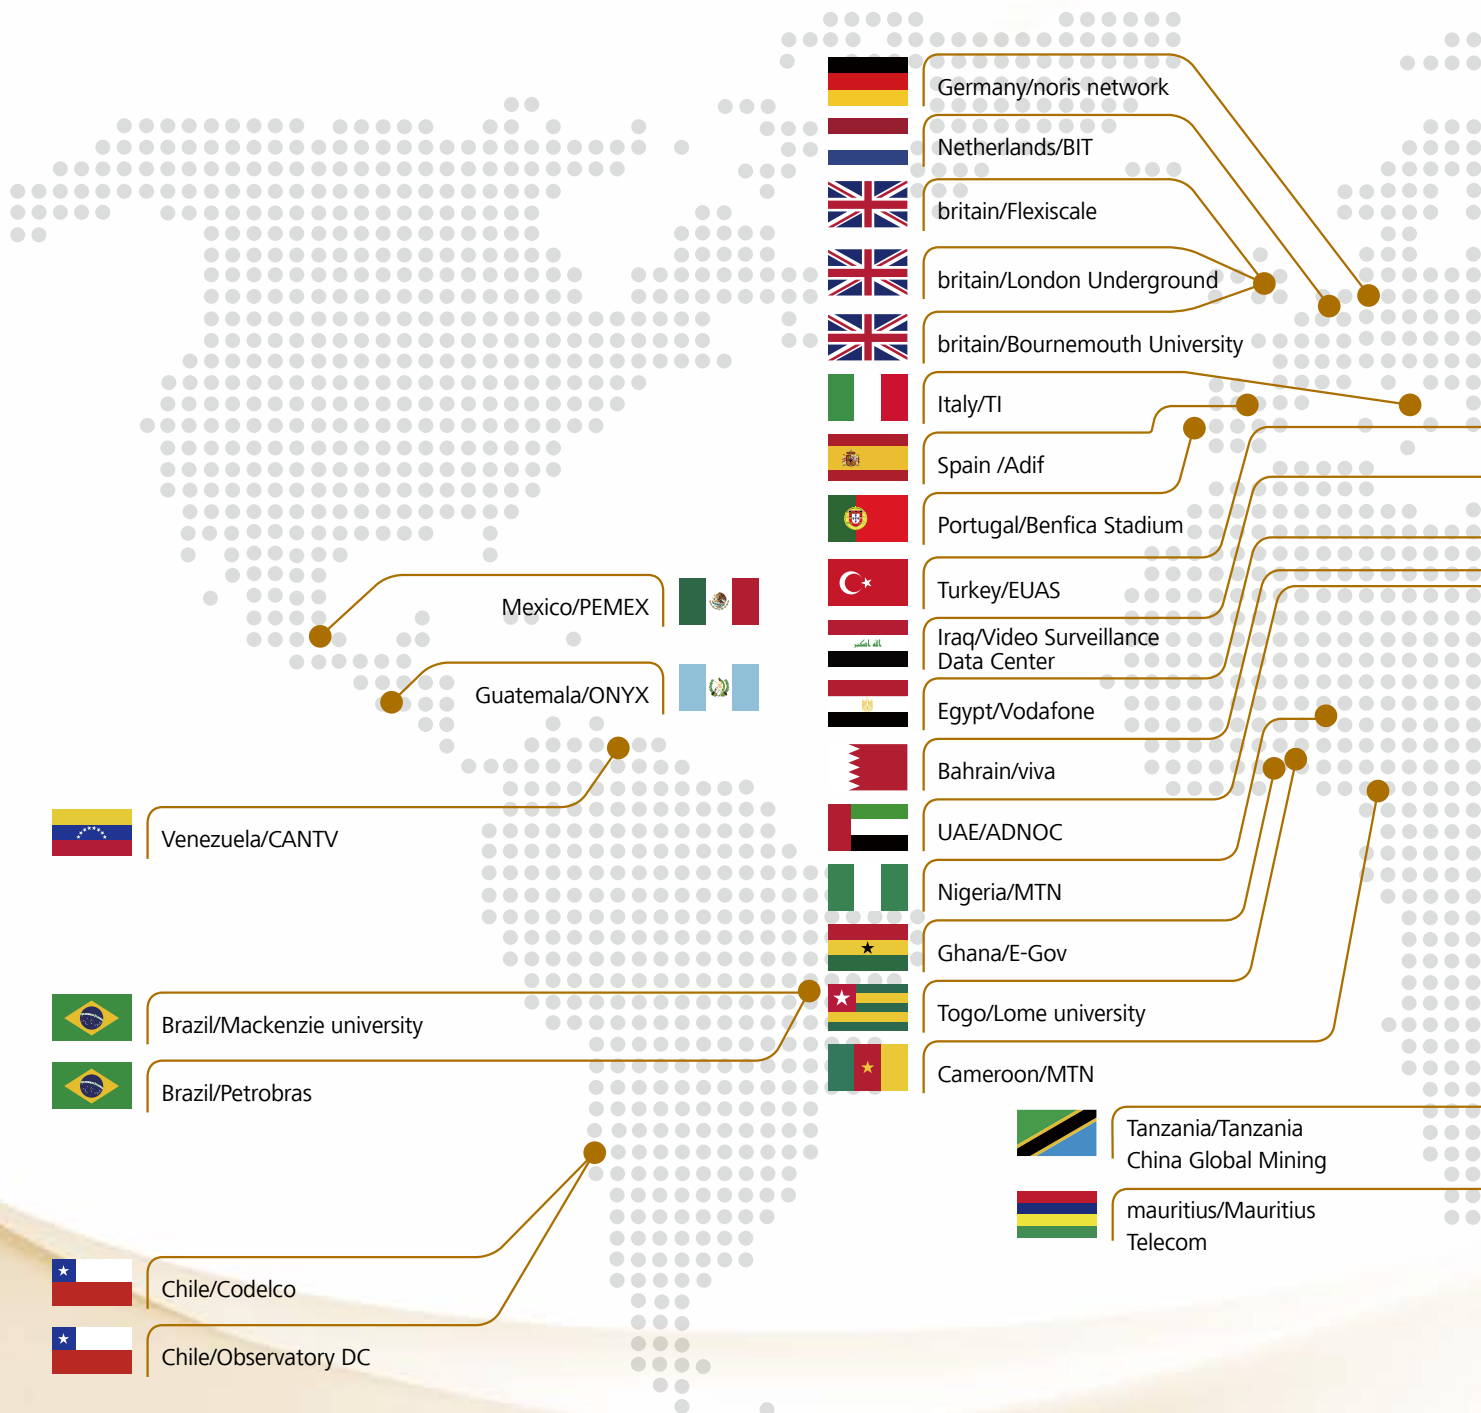 Germany/noris network
Netherlands/BIT
britain/Flexiscale
britain/London Underground
britain/Bournemouth University
Italy/TI
Spain /Adif
Portugal/Benfica Stadium
Turkey/EUAS
Iraq/Video Surveillance
Data Center
Egypt/Vodafone
Bahrain/viva
UAE/ADNOC
Nigeria/MTN
Ghana/E-Gov
Togo/Lome university
Cameroon/MTN
Tanzania/Tanzania
China Global Mining
mauritius/Mauritius
Telecom
Mexico/PEMEX
Guatemala/ONYX
Venezuela/CANTV
Brazil/Mackenzie university
Brazil/Petrobras
Chile/Codelco
Chile/Observatory DC